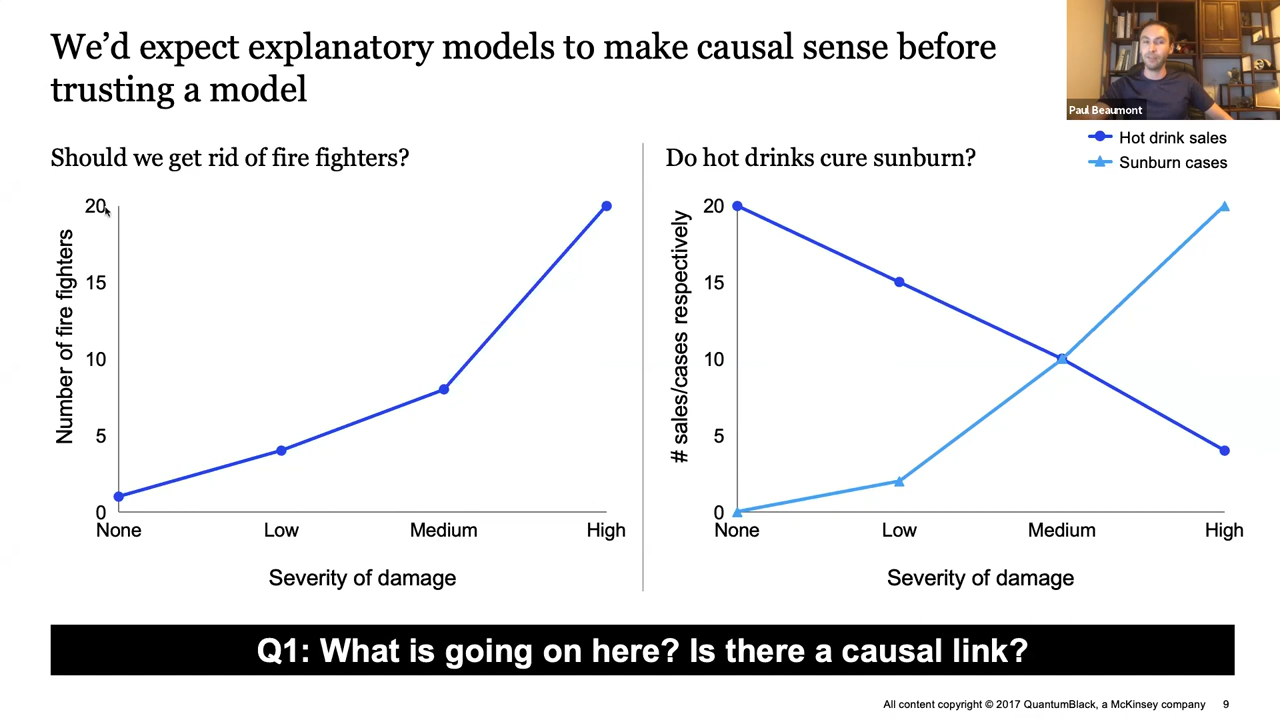 We'd expect explanatory models to make causal sense before
trusting a model
Paul Beaumont
Should we get rid of fire fighters?
Number of fire fighters
20
15
10
5
0
None
Low
Medium
High
Severity of damage
Do hot drinks cure sunburn?
Hot drink sales
Sunburn cases
# sales/cases respectively
20
15
10
5
0
None
Low
Medium
High
Severity of damage
Q1: What is going on here? Is there a causal link?
All content copyright © 2017 QuantumBlack, a McKinsey company 9